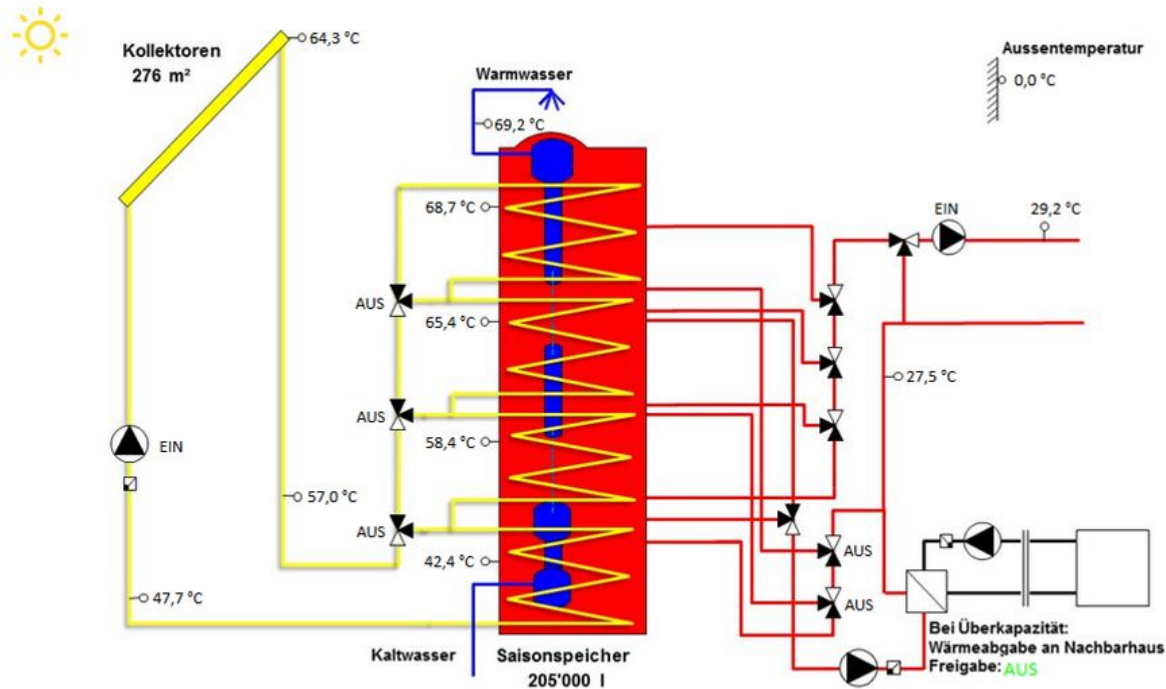 Kollektoren
276 m²
64,3 °C
Warmwasser
69,2 °C
Aussentemperatur
0,0 °C
68,7 °C
EIN
29,2 °C
AUS
65,4 °C
27,5 °C
AUS
58,4 °C
EIN
57,0 °C
AUS
42,4 °C
AUS
AUS
47,7 °C
Kaltwasser
Saisonspeicher
205'000 l
Bei Überkapazität:
Wärmeabgabe an Nachbarhaus
Freigabe: AUS